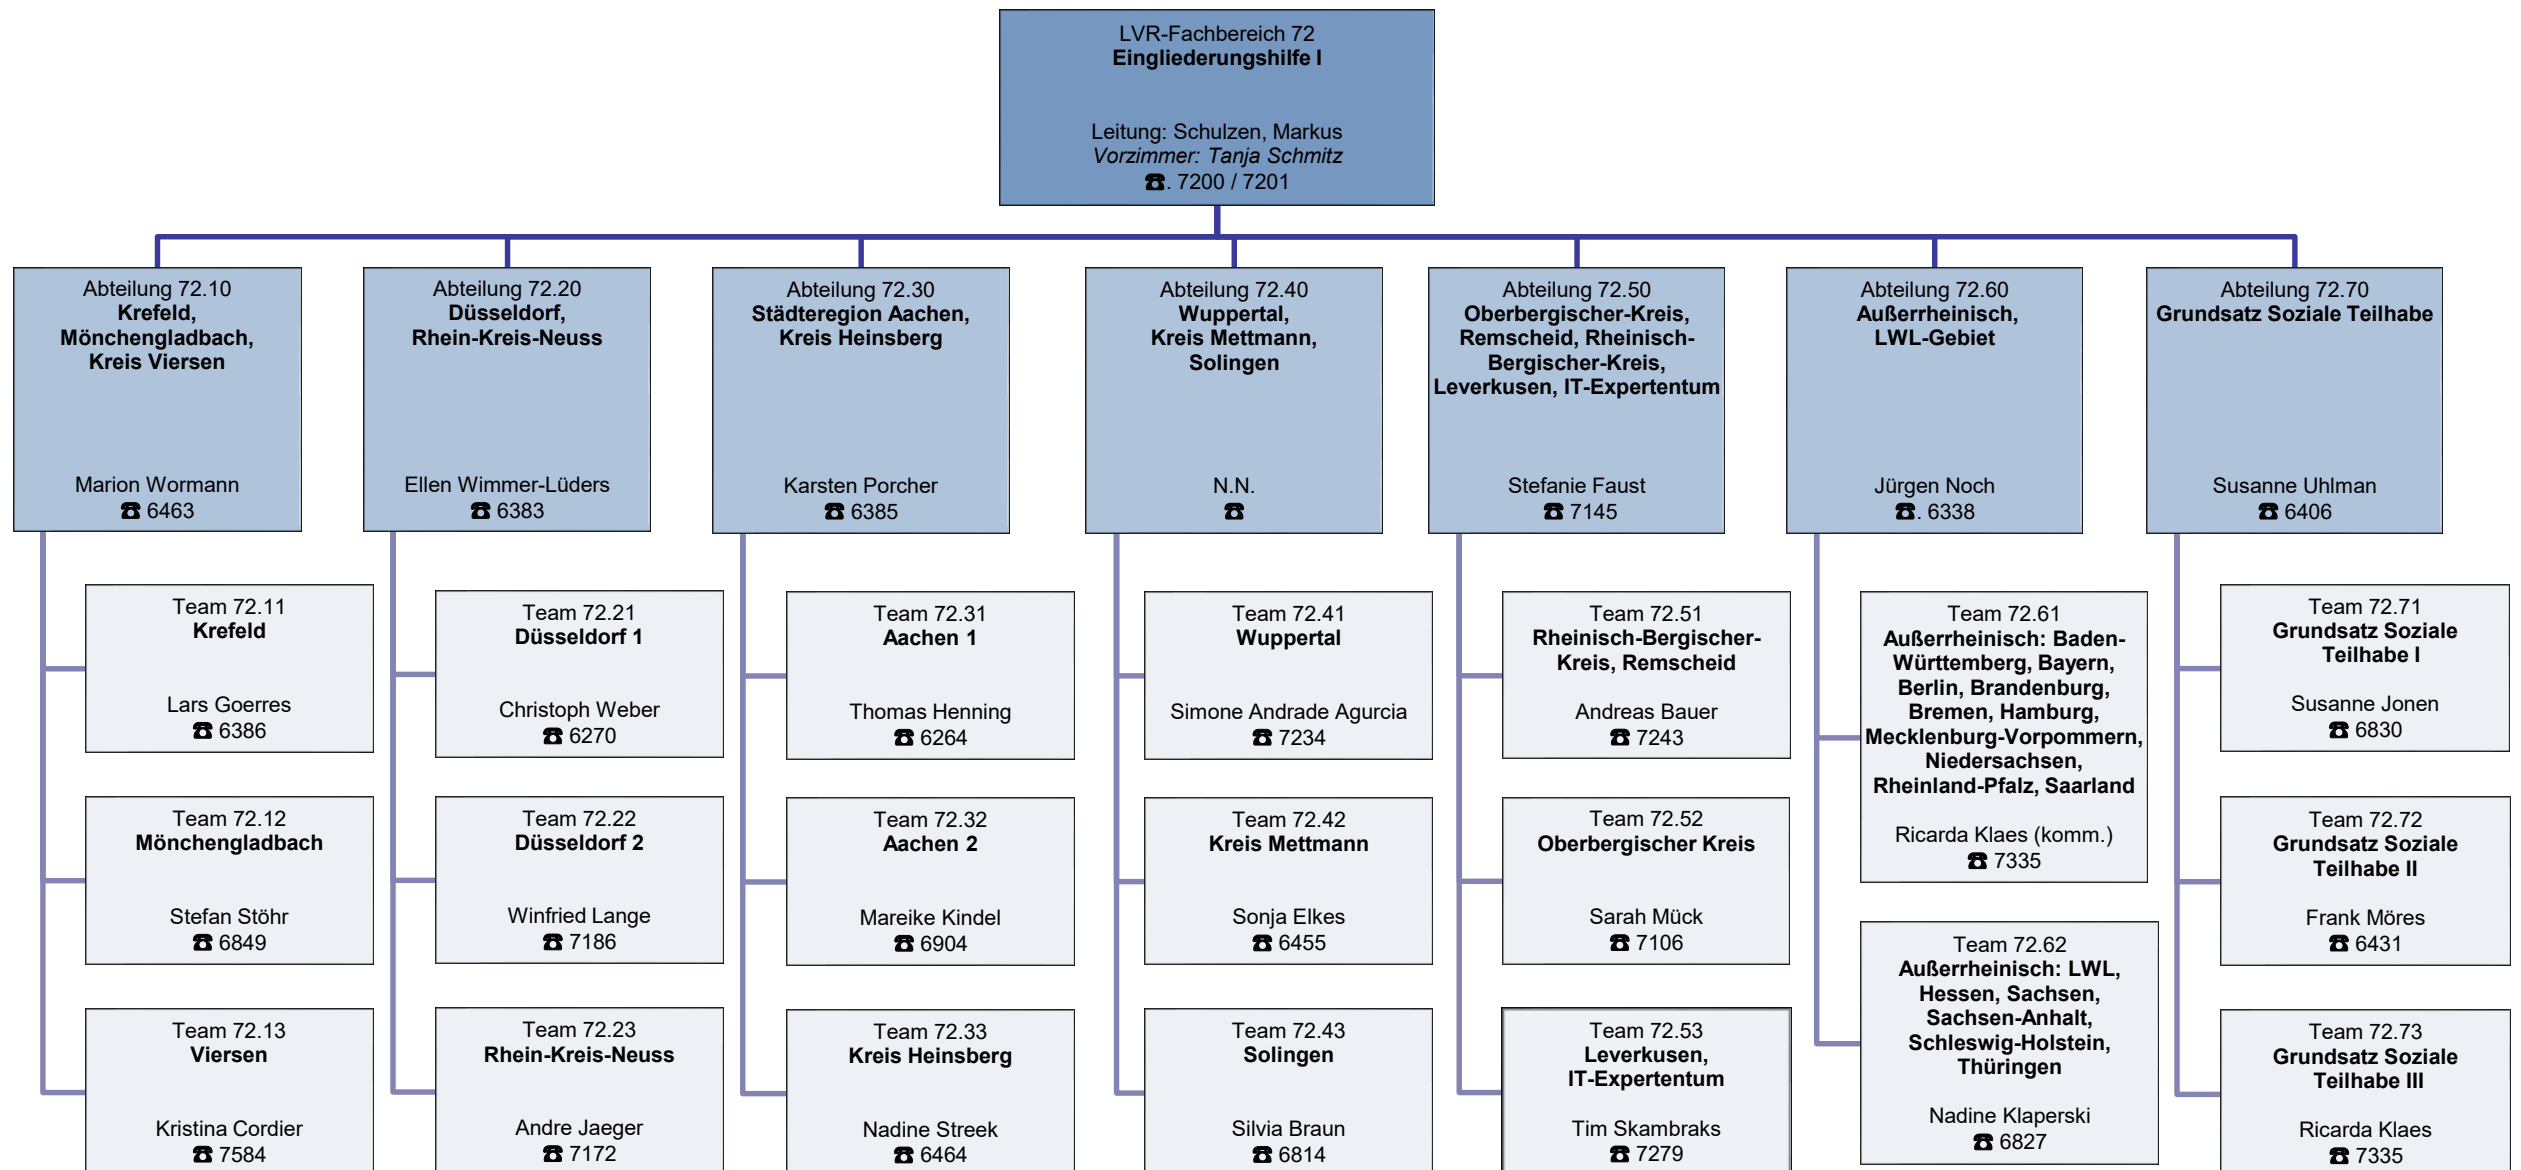 LVR-Fachbereich 72
Eingliederungshilfe I
Leitung: Schulzen, Markus
Vorzimmer: Tanja Schmitz
☎. 7200 / 7201
Abteilung 72.10
Krefeld,
Mönchengladbach,
Kreis Viersen
Marion Wormann
☎ 6463
Abteilung 72.20
Düsseldorf,
Rhein-Kreis-Neuss
Ellen Wimmer-Lüders
☎ 6383
Abteilung 72.30
Städteregion Aachen,
Kreis Heinsberg
Karsten Porcher
☎ 6385
Abteilung 72.40
Wuppertal,
Kreis Mettmann,
Solingen
N.N.
☎
Abteilung 72.50
Oberbergischer-Kreis,
Remscheid, Rheinisch-
Bergischer-Kreis,
Leverkusen, IT-Expertentum
Stefanie Faust
☎ 7145
Abteilung 72.60
Außerrheinisch,
LWL-Gebiet
Jürgen Noch
☎. 6338
Abteilung 72.70
Grundsatz Soziale Teilhabe
Susanne Uhlman
☎ 6406
Team 72.11
Krefeld
Lars Goerres
☎ 6386
Team 72.12
Mönchengladbach
Stefan Stöhr
☎ 6849
Team 72.13
Viersen
Kristina Cordier
☎ 7584
Team 72.21
Düsseldorf 1
Christoph Weber
☎ 6270
Team 72.22
Düsseldorf 2
Winfried Lange
☎ 7186
Team 72.23
Rhein-Kreis-Neuss
Andre Jaeger
☎ 7172
Team 72.31
Aachen 1
Thomas Henning
☎ 6264
Team 72.32
Aachen 2
Mareike Kindel
☎ 6904
Team 72.33
Kreis Heinsberg
Nadine Streek
☎ 6464
Team 72.41
Wuppertal
Simone Andrade Agurcia
☎ 7234
Team 72.42
Kreis Mettmann
Sonja Elkes
☎ 6455
Team 72.43
Solingen
Silvia Braun
☎ 6814
Team 72.51
Rheinisch-Bergischer-
Kreis, Remscheid
Andreas Bauer
☎ 7243
Team 72.52
Oberbergischer Kreis
Sarah Mück
☎ 7106
Team 72.53
Leverkusen,
IT-Expertentum
Tim Skambraks
☎ 7279
Team 72.61
Außerrheinisch: Baden-
Württemberg, Bayern,
Berlin, Brandenburg,
Bremen, Hamburg,
Mecklenburg-Vorpommern,
Niedersachsen,
Rheinland-Pfalz, Saarland
Ricarda Klaes (komm.)
☎ 7335
Team 72.62
Außerrheinisch: LWL,
Hessen, Sachsen,
Sachsen-Anhalt,
Schleswig-Holstein,
Thüringen
Nadine Klaperski
☎ 6827
Team 72.71
Grundsatz Soziale
Teilhabe I
Susanne Jonen
☎ 6830
Team 72.72
Grundsatz Soziale
Teilhabe II
Frank Möres
☎ 6431
Team 72.73
Grundsatz Soziale
Teilhabe III
Ricarda Klaes
☎ 7335